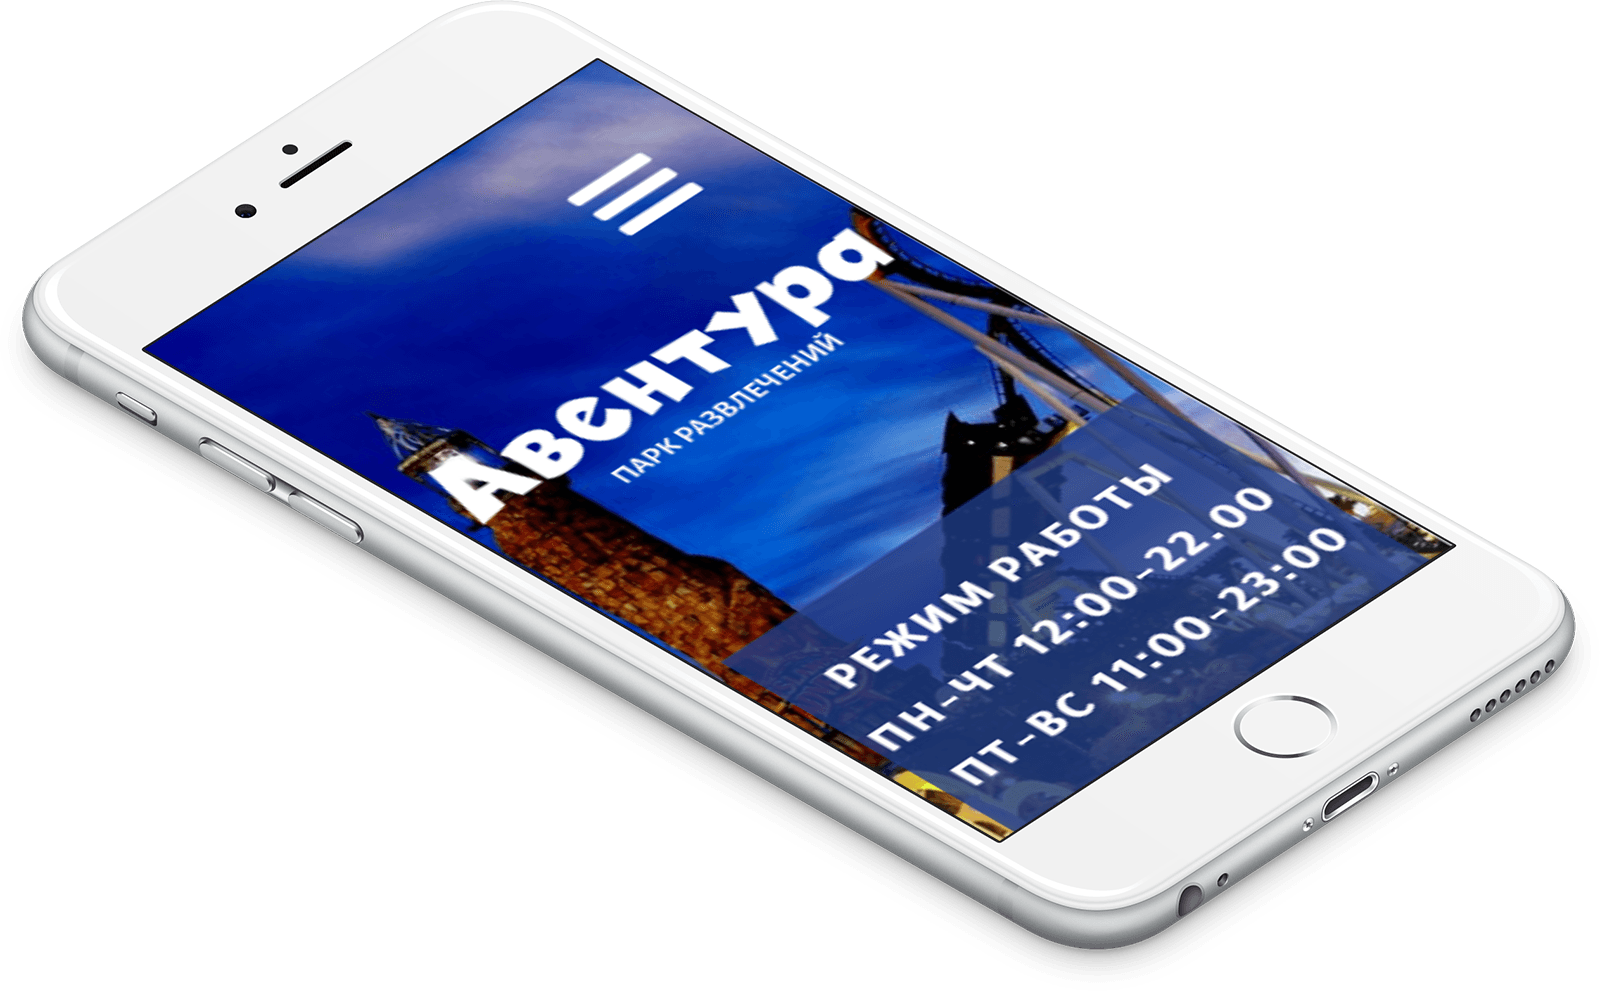 Авентура
ПАРК РАЗВЛЕЧЕНИЙ
РЕЖИМ РАБОТЫ
ПН-ЧТ 12:00-22.00
ПТ-ВС 11:00-23:00